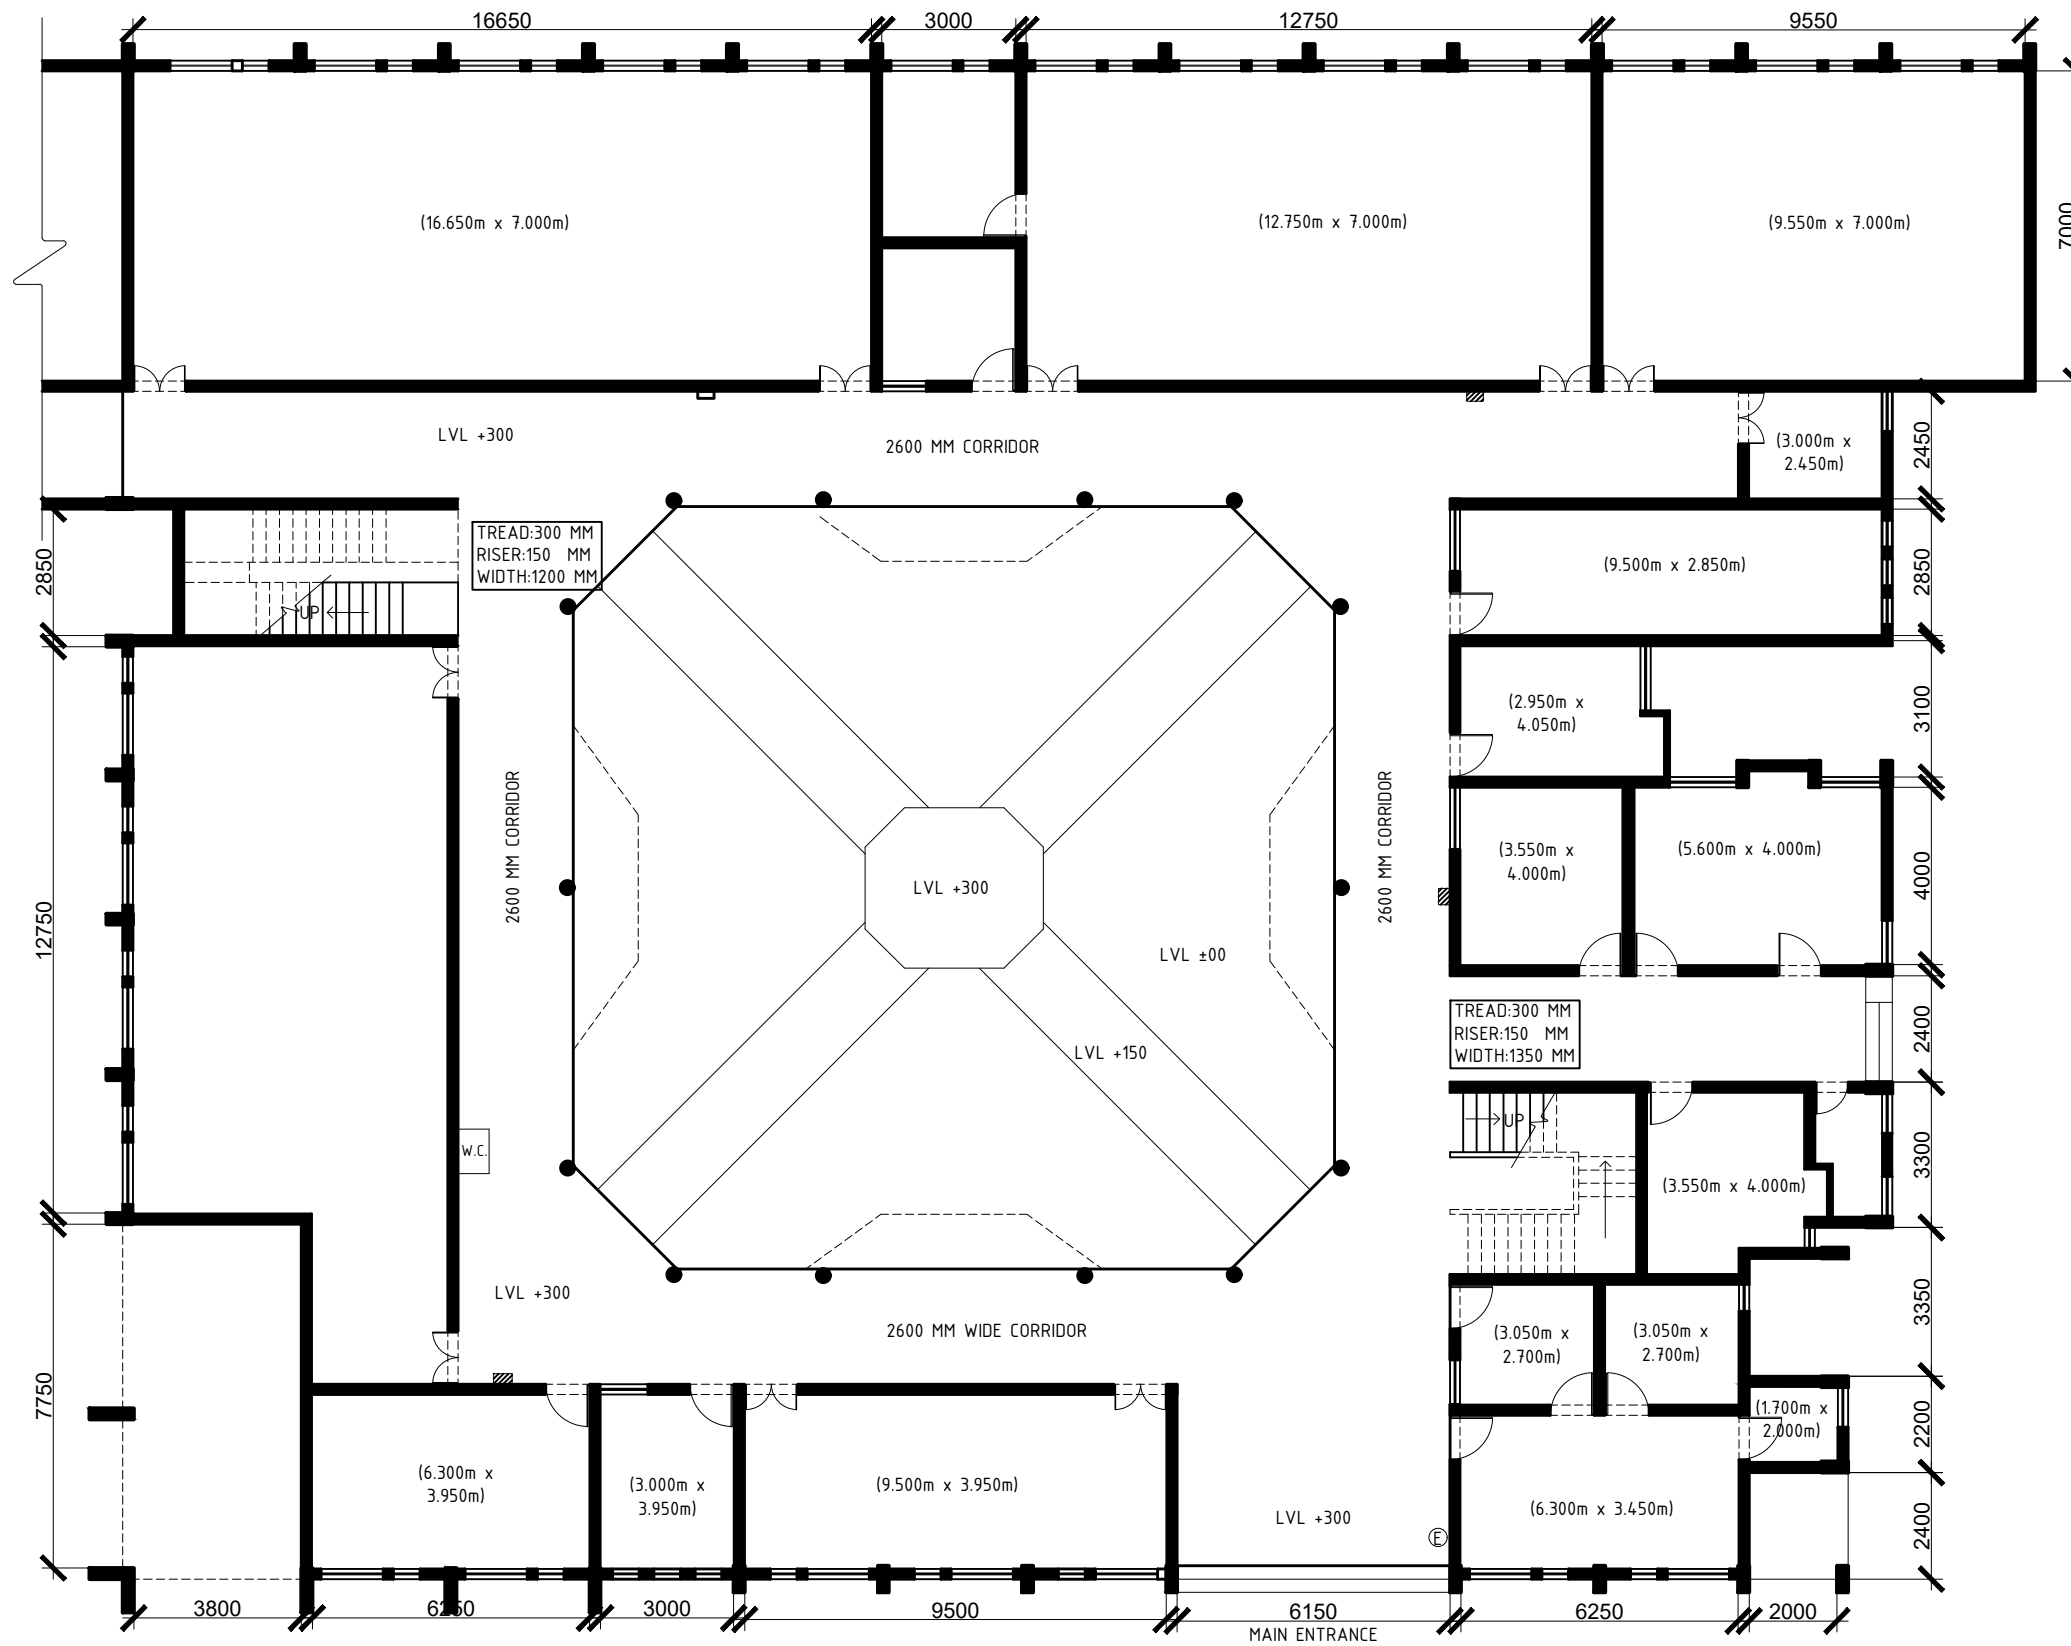 16650
3000
12750
9550
7000
(16.650m x 7.000m)
(12.750m x 7.000m)
(9.550m x 7.000m)
LVL +300
2600 MM CORRIDOR
(3.000m x
2.450m)
2450
TREAD:300 MM
RISER:150 MM
WIDTH:1200 MM
2850
UP
(9.500m x 2.850m)
2850
(2.950m x
4.050m)
3100
2600 MM CORRIDOR
2600 MM CORRIDOR
(3.550m x
4.000m)
(5.600m x 4.000m)
4000
LVL +300
12750
LVL ±00
LVL +150
TREAD:300 MM
RISER:150 MM
WIDTH:1350 MM
2400
UP
W.C.
(3.550m x 4.000m)
3300
LVL +300
2600 MM WIDE CORRIDOR
(3.050m x
2.700m)
(3.050m x
2.700m)
3350
7750
(1.700m x
2.000m)
2200
(6.300m x
3.950m)
(3.000m x
3.950m)
(9.500m x 3.950m)
LVL +300
E
(6.300m x 3.450m)
2400
3800
6250
3000
9500
6150
6250
2000
MAIN ENTRANCE